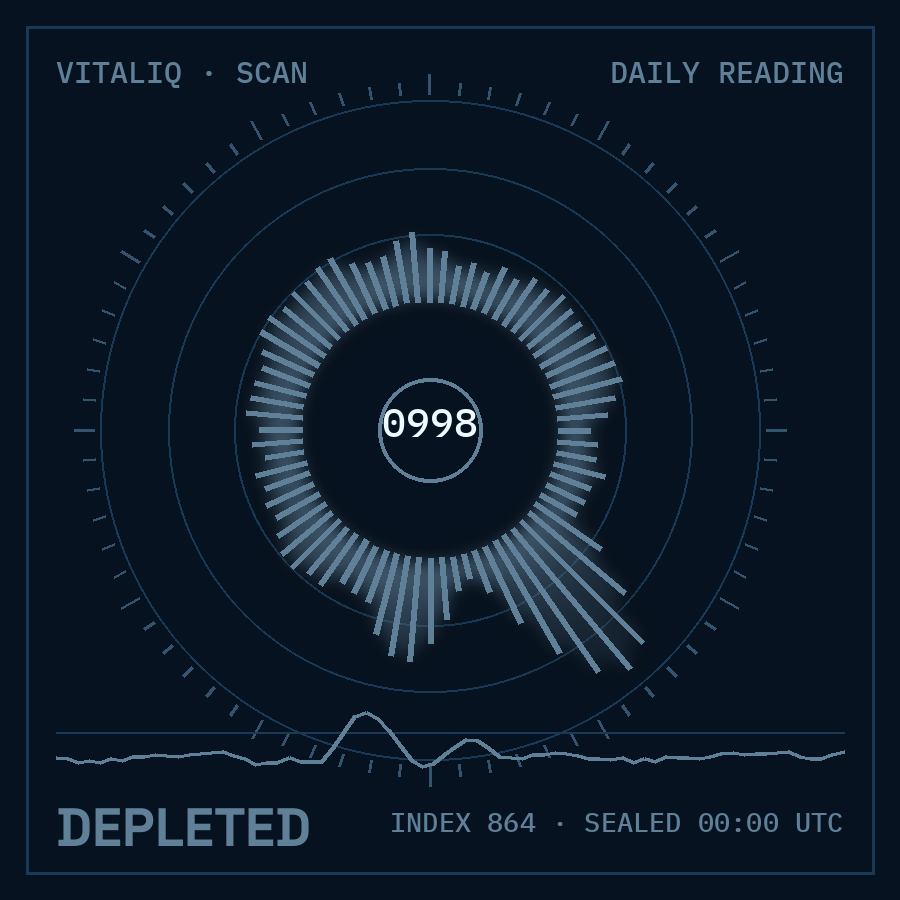 VITALIQ · SCAN
DAILY READING
0998
DEPLETED
INDEX 864 · SEALED 00:00 UTC